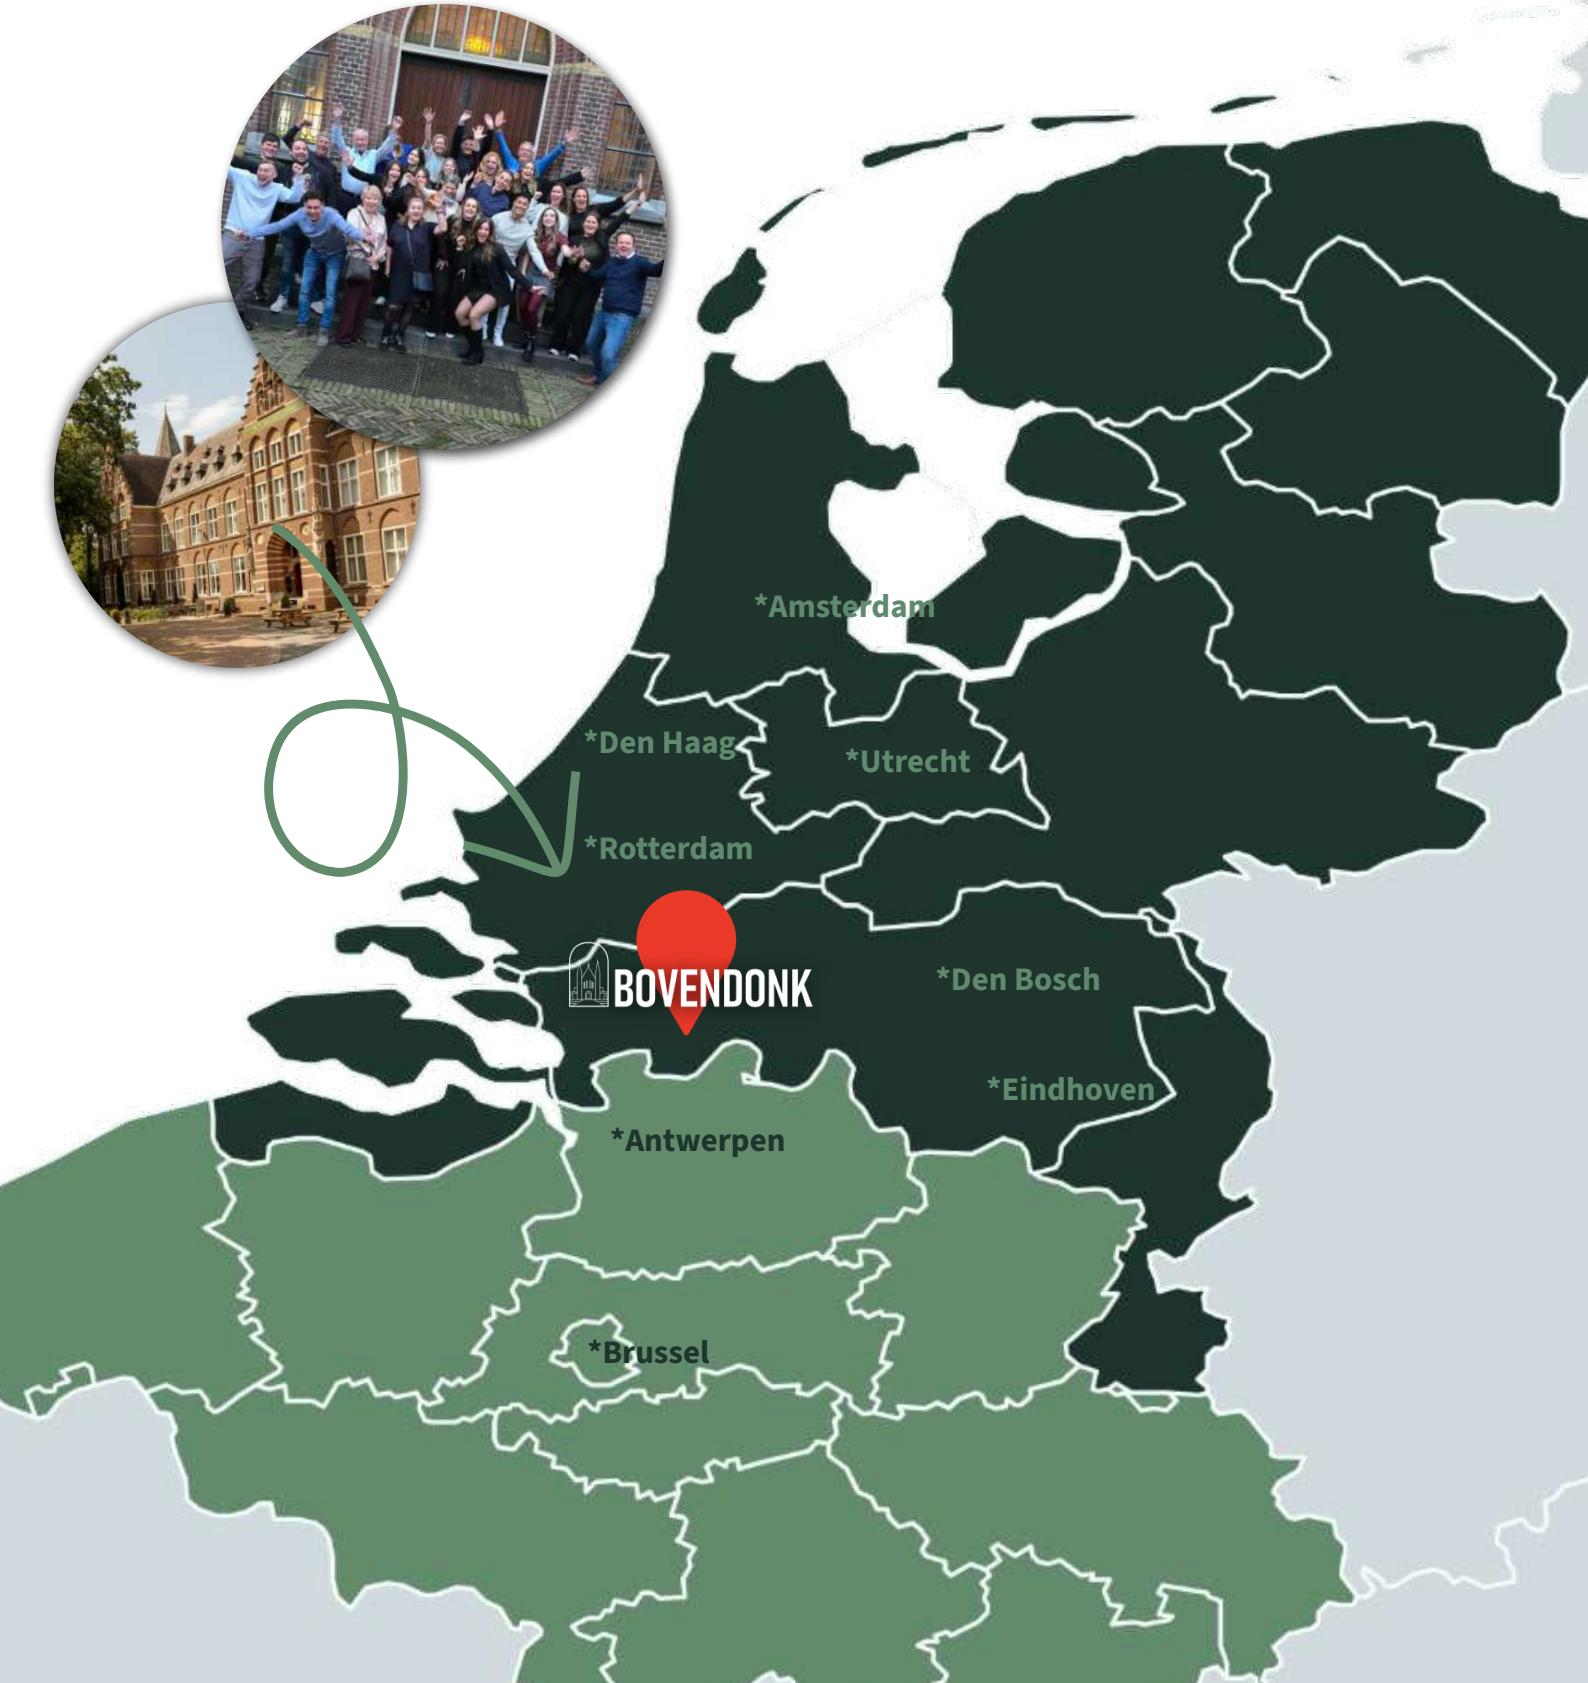 *Amsterdam
*Den Haag
*Utrecht
*Rotterdam
BOVENDONK
*Den Bosch
*Eindhoven
*Antwerpen
*Brussel